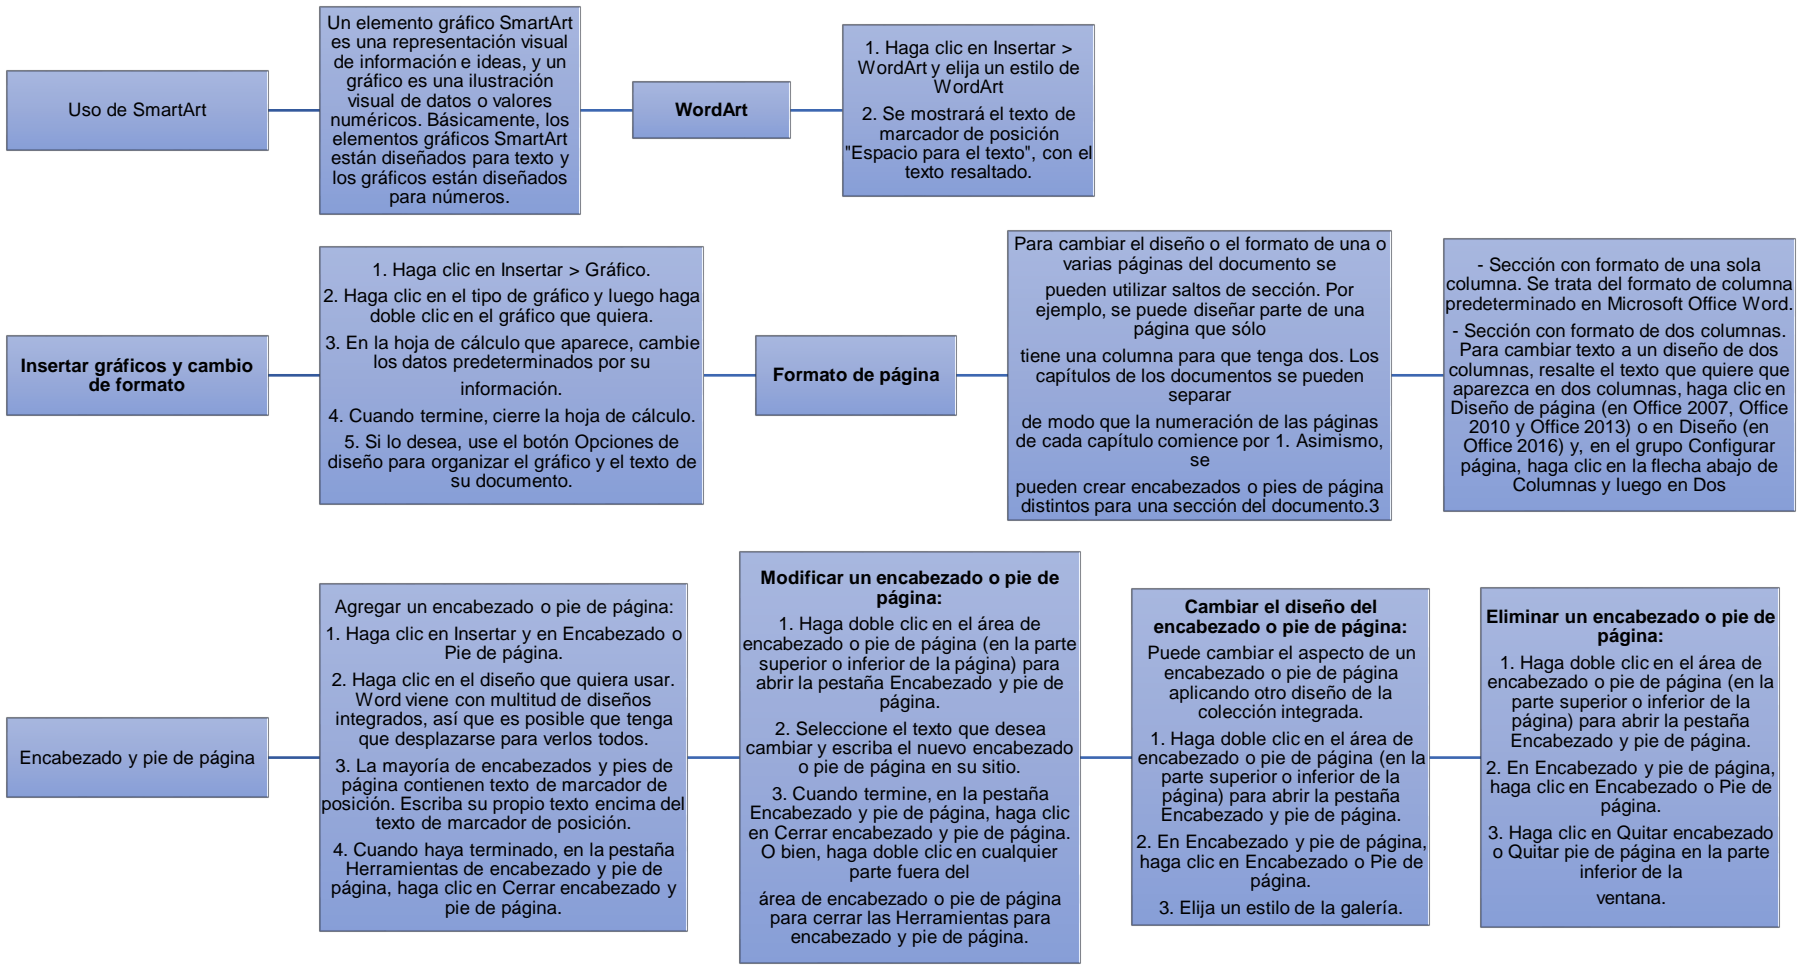 Uso de SmartArt
Un elemento gráfico SmartArt
es una representación visual
de información e ideas, y un
gráfico es una ilustración
visual de datos o valores
numéricos. Básicamente, los
elementos gráficos SmartArt
están diseñados para texto y
los gráficos están diseñados
para números.
WordArt
1. Haga clic en Insertar >
WordArt y elija un estilo de
WordArt
2. Se mostrará el texto de
marcador de posición
"Espacio para el texto", con el
texto resaltado.
Insertar gráficos y cambio
de formato
1. Haga clic en Insertar > Gráfico.
2. Haga clic en el tipo de gráfico y luego haga
doble clic en el gráfico que quiera.
3. En la hoja de cálculo que aparece, cambie
los datos predeterminados por su
información.
4. Cuando termine, cierre la hoja de cálculo.
5. Si lo desea, use el botón Opciones de
diseño para organizar el gráfico y el texto de
su documento.
Formato de página
Para cambiar el diseño o el formato de una o
varias páginas del documento se
pueden utilizar saltos de sección. Por
ejemplo, se puede diseñar parte de una
página que sólo
tiene una columna para que tenga dos. Los
capítulos de los documentos se pueden
separar
de modo que la numeración de las páginas
de cada capítulo comience por 1. Asimismo,
se
pueden crear encabezados o pies de página
distintos para una sección del documento.3
- Sección con formato de una sola
columna. Se trata del formato de columna
predeterminado en Microsoft Office Word.
- Sección con formato de dos columnas.
Para cambiar texto a un diseño de dos
columnas, resalte el texto que quiere que
aparezca en dos columnas, haga clic en
Diseño de página (en Office 2007, Office
2010 y Office 2013) o en Diseño (en
Office 2016) y, en el grupo Configurar
página, haga clic en la flecha abajo de
Columnas y luego en Dos
Encabezado y pie de página
Agregar un encabezado o pie de página:
1. Haga clic en Insertar y en Encabezado o
Pie de página.
2. Haga clic en el diseño que quiera usar.
Word viene con multitud de diseños
integrados, así que es posible que tenga
que desplazarse para verlos todos.
3. La mayoría de encabezados y pies de
página contienen texto de marcador de
posición. Escriba su propio texto encima del
texto de marcador de posición.
4. Cuando haya terminado, en la pestaña
Herramientas de encabezado y pie de
página, haga clic en Cerrar encabezado y
pie de página.
Modificar un encabezado o pie de
página:
1. Haga doble clic en el área de
encabezado o pie de página (en la parte
superior o inferior de la página) para
abrir la pestaña Encabezado y pie de
página.
2. Seleccione el texto que desea
cambiar y escriba el nuevo encabezado
o pie de página en su sitio.
3. Cuando termine, en la pestaña
Encabezado y pie de página, haga clic
en Cerrar encabezado y pie de página.
O bien, haga doble clic en cualquier
parte fuera del
área de encabezado o pie de página
para cerrar las Herramientas para
encabezado y pie de página.
Cambiar el diseño del
encabezado o pie de página:
Puede cambiar el aspecto de un
encabezado o pie de página
aplicando otro diseño de la
colección integrada.
1. Haga doble clic en el área de
encabezado o pie de página (en la
parte superior o inferior de la
página) para abrir la pestaña
Encabezado y pie de página.
2. En Encabezado y pie de página,
haga clic en Encabezado o Pie de
página.
3. Elija un estilo de la galería.
Eliminar un encabezado o pie de
página:
1. Haga doble clic en el área de
encabezado o pie de página (en la
parte superior o inferior de la
página) para abrir la pestaña
Encabezado y pie de página.
2. En Encabezado y pie de página,
haga clic en Encabezado o Pie de
página.
3. Haga clic en Quitar encabezado
o Quitar pie de página en la parte
inferior de la
ventana.